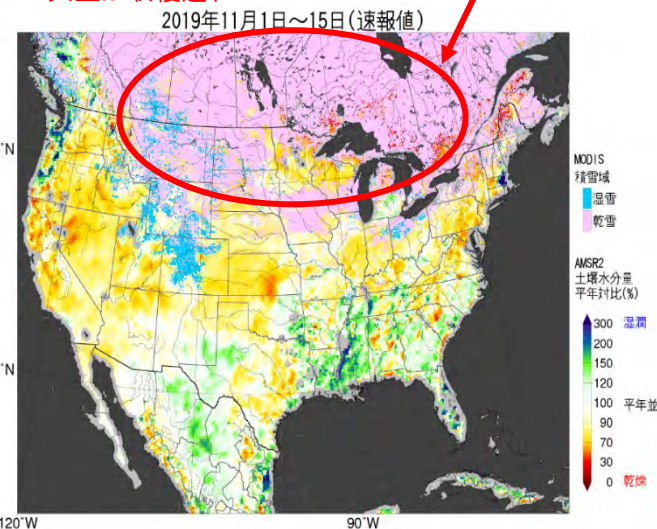 2019年11月1日～15日(速報値)
°N
°N
120°W
90°W
MODIS
積雪域
湿雪
乾雪
AMSR2
土壌水分量
平年対比(%)
300 湿潤
200
150
120
100 平年並
90
70
30
0 乾燥